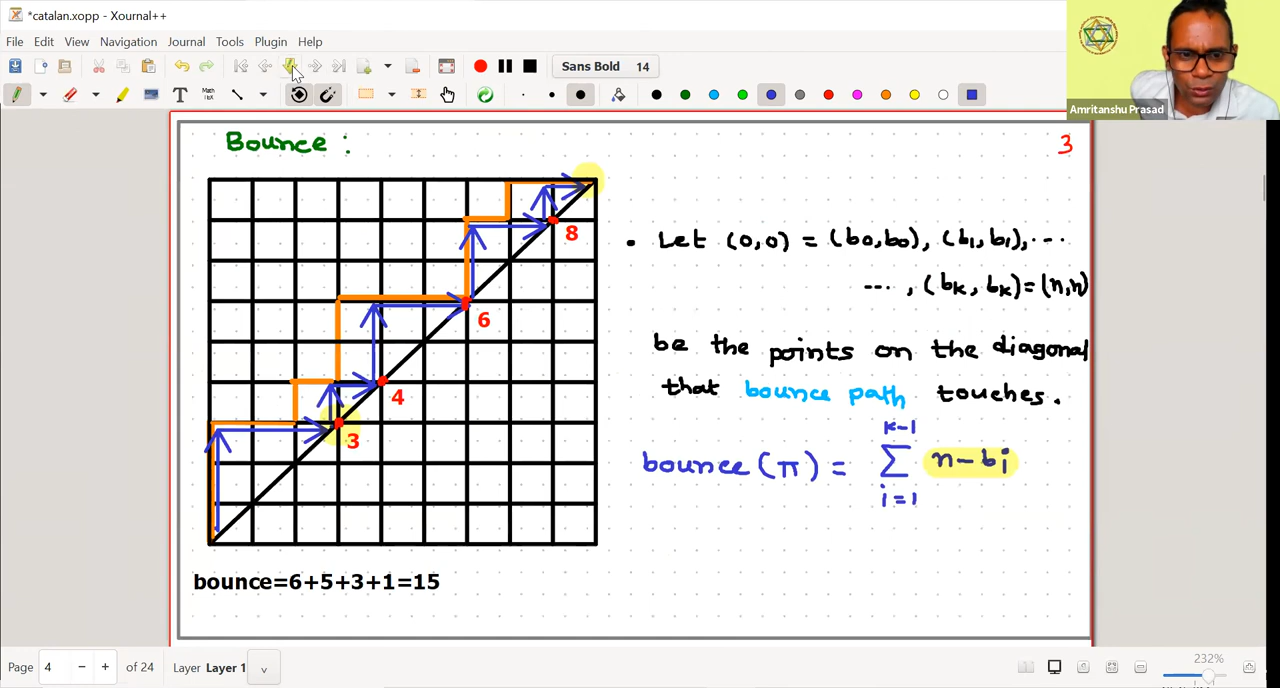 *catalan.xopp - Xournal++
File Edit View Navigation Journal Tools Plugin Help
Sans Bold 14
Amritanshu Prasad
Bounce :
3
8
6
4
3
• Let (0,0) = (b₀,b₀), (b₁,b₁), ...
... , (bₖ, bₖ)=(n,n)
be the points on the diagonal
that bounce path touches.
bounce(π) = ∑_{i=1}^{k-1} n-bᵢ
bounce=6+5+3+1=15
Page 4 − + of 24 Layer Layer 1 232%